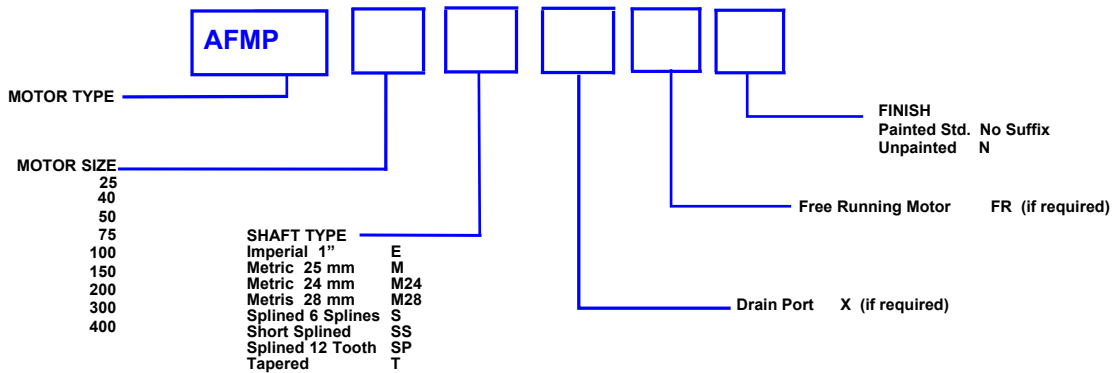 AFMP
MOTOR TYPE
FINISH
Painted Std. No Suffix
Unpainted N
MOTOR SIZE
25
40
50
75
100
150
200
300
400
Free Running Motor FR (if required)
SHAFT TYPE
Imperial 1” E
Metric 25 mm M
Metric 24 mm M24
Metris 28 mm M28
Splined 6 Splines S
Short Splined SS
Splined 12 Tooth SP
Tapered T
Drain Port X (if required)